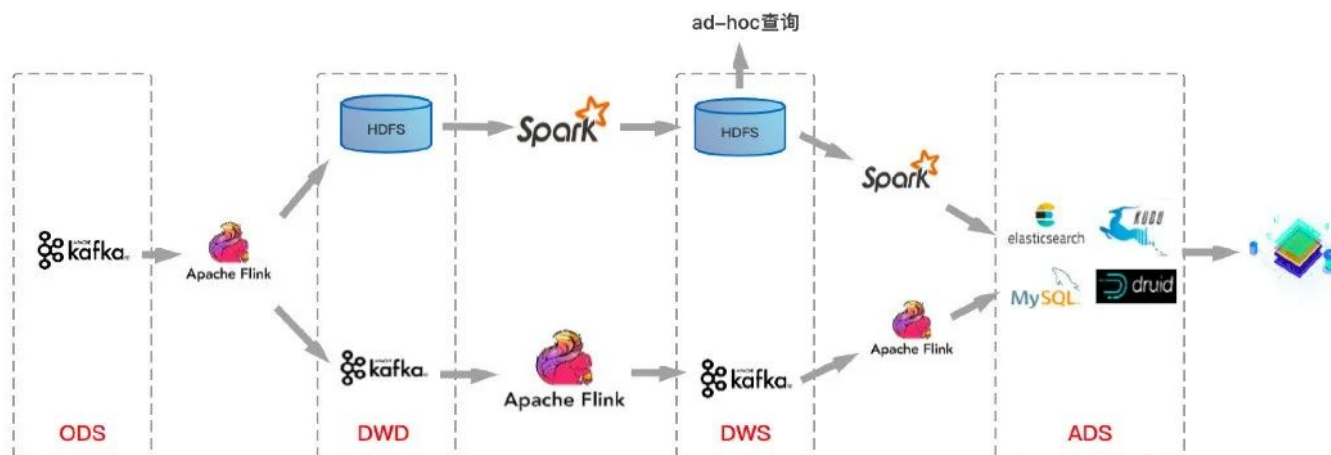 ad-hoc查询
HDFS
Spark
HDFS
Spark
kafka
Apache Flink
elasticsearch
KUDU
MySQL
druid
kafka
Apache Flink
kafka
Apache Flink
ODS
DWD
DWS
ADS